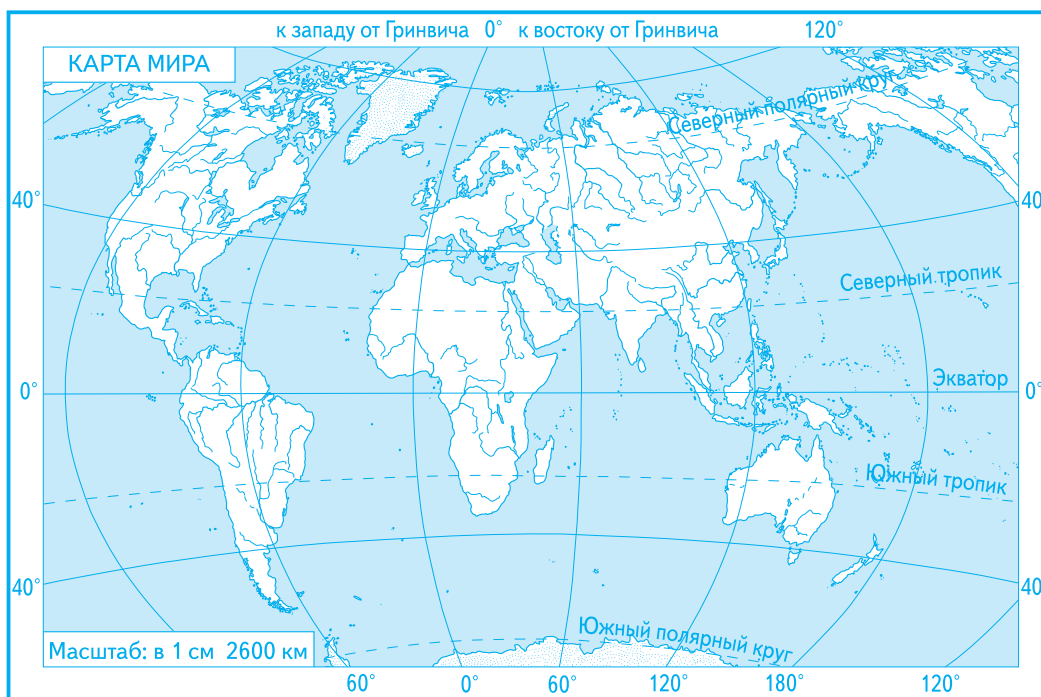 к западу от Гринвича 0° к востоку от Гринвича 120°
КАРТА МИРА
Северный полярный круг
40° 40°
Северный тропик
Экватор
0° 0°
Южный тропик
40° 40°
Южный полярный круг
Масштаб: в 1 см 2600 км
60° 0° 60° 120° 180° 120°